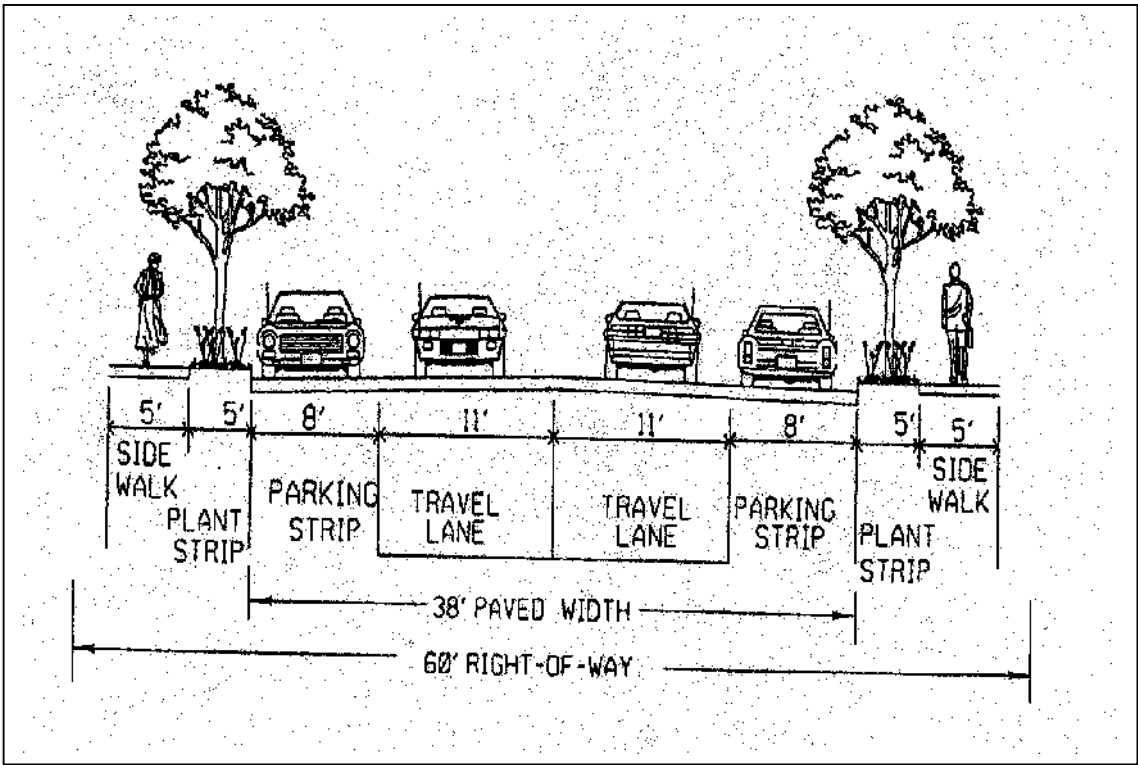 5' 5' 8' 11' 11' 8' 5' 5'
SIDE
WALK
PLANT
STRIP
PARKING
STRIP
TRAVEL
LANE
TRAVEL
LANE
PARKING
STRIP
PLANT
STRIP
SIDE
WALK
38' PAVED WIDTH
60' RIGHT-OF-WAY